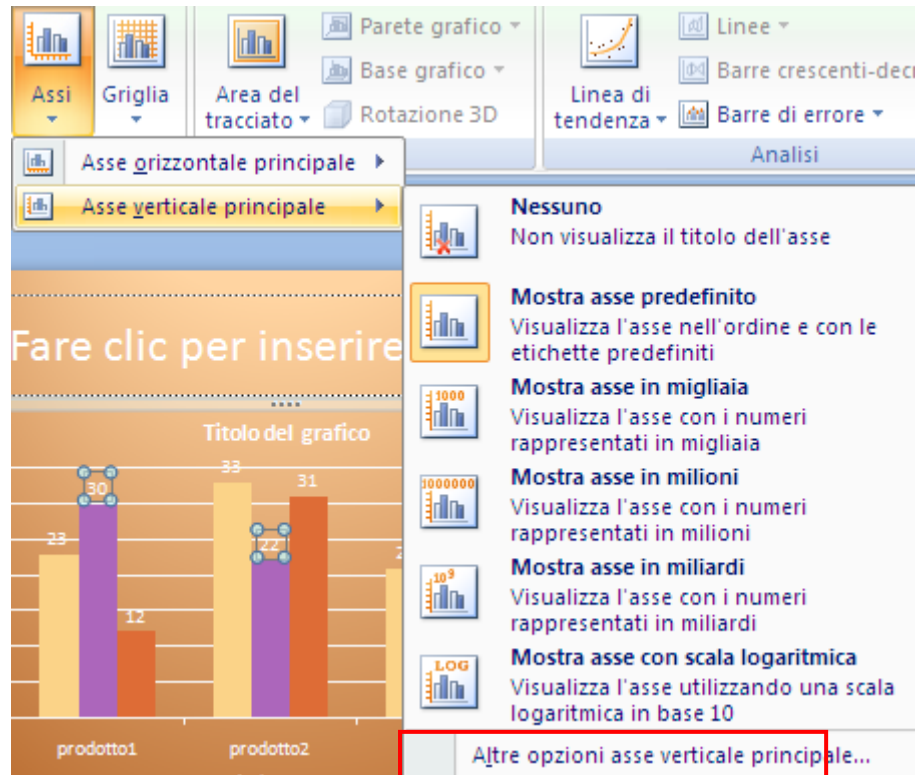 Parete grafico
Linee
Base grafico
Barre crescenti-decr
Assi
Griglia
Area del
tracciato
Rotazione 3D
Linea di
tendenza
Barre di errore
Analisi
Asse orizzontale principale
Asse verticale principale
Nessuno
Non visualizza il titolo dell'asse
Mostra asse predefinito
Visualizza l'asse nell'ordine e con le
etichette predefiniti
1000
Mostra asse in migliaia
Visualizza l'asse con i numeri
rappresentati in migliaia
1000000
Mostra asse in milioni
Visualizza l'asse con i numeri
rappresentati in milioni
10⁹
Mostra asse in miliardi
Visualizza l'asse con i numeri
rappresentati in miliardi
LOG
Mostra asse con scala logaritmica
Visualizza l'asse utilizzando una scala
logaritmica in base 10
Altre opzioni asse verticale principale...
Fare clic per inserire
Titolo del grafico
23
30
12
33
22
31
2
prodotto1
prodotto2